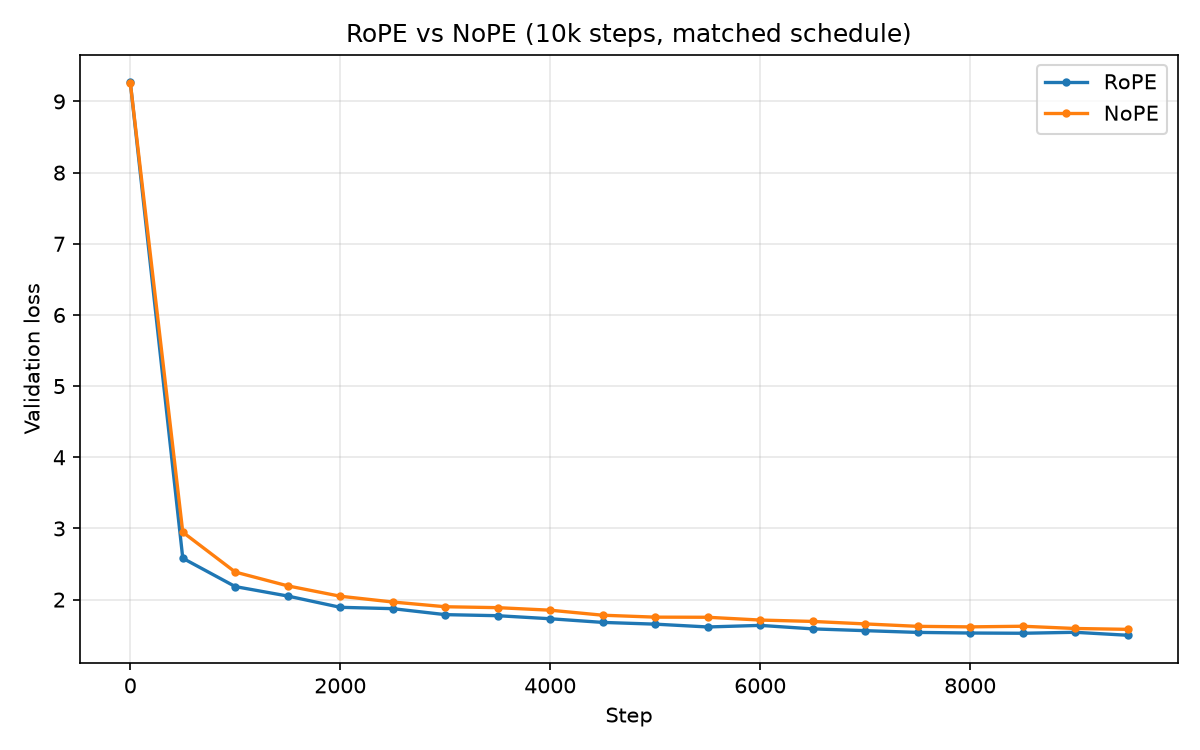 RoPE vs NoPE (10k steps, matched schedule)
RoPE
NoPE
Validation loss
9
8
7
6
5
4
3
2
0 2000 4000 6000 8000
Step